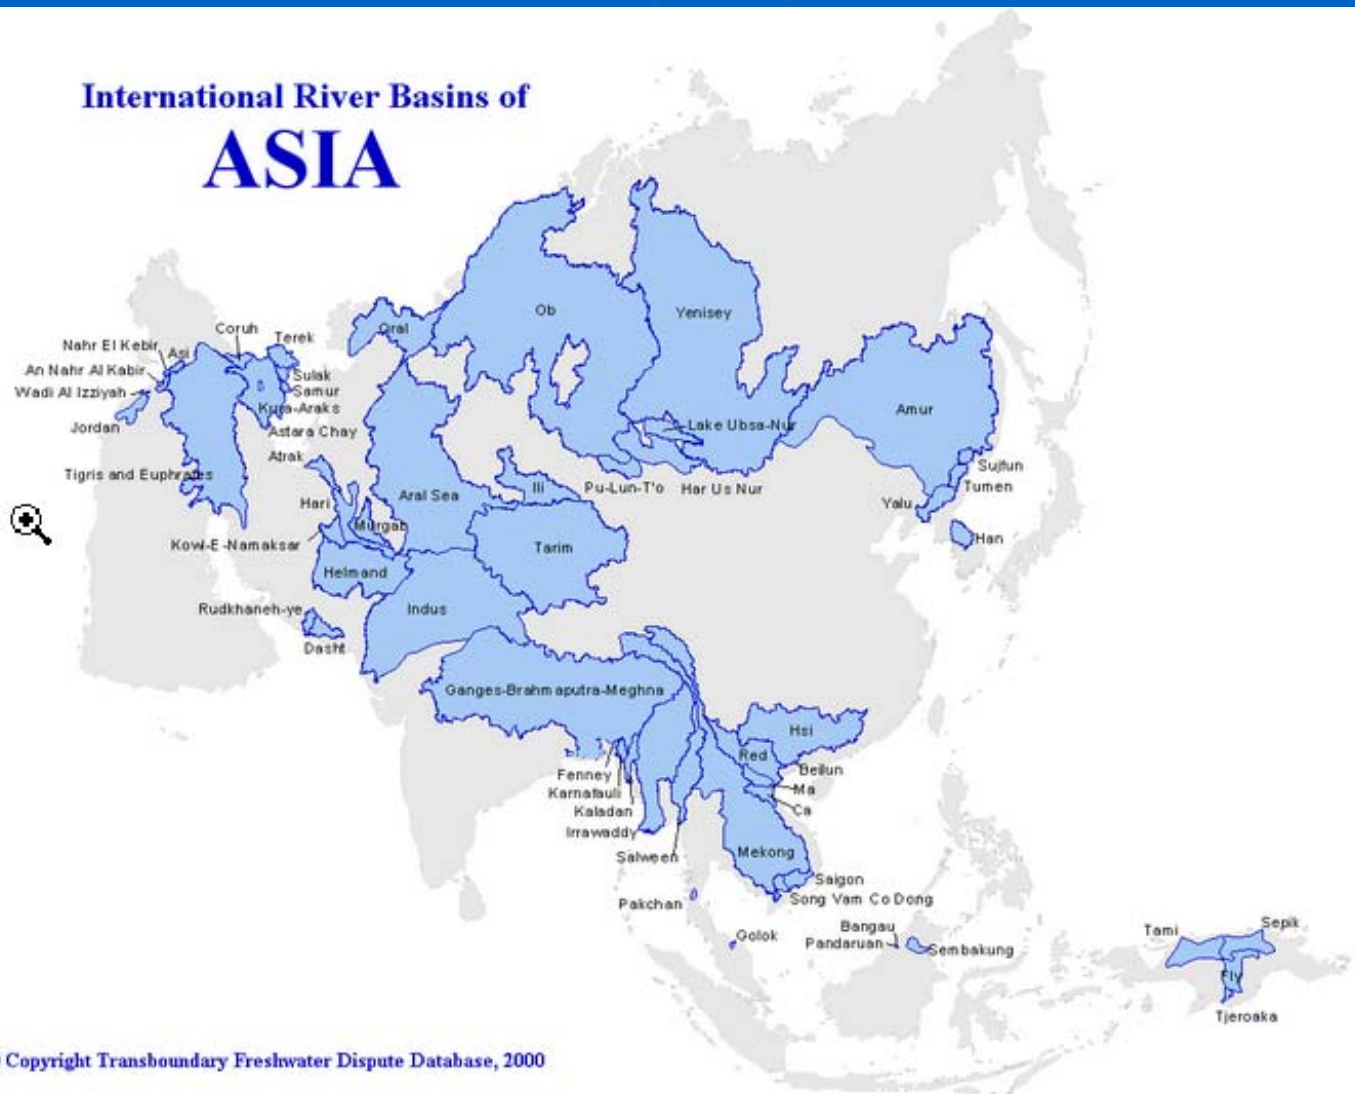 International River Basins of
ASIA
Ob
Yenisey
Oral
Coruh
Terek
Nahr El Kebir
Asi
An Nahr Al Kabir
Sulak
Wadi Al Izziyah
Samur
Kura-Araks
Jordan
Astara Chay
Amur
Lake Ubsa-Nur
Atrak
Tigris and Euphrates
Sujfun
Pu-Lun-T'o
Har Us Nur
Ili
Tumen
Aral Sea
Hari
Yalu
Murgab
Han
Kowl-E-Namaksar
Tarim
Helmand
Rudkhaneh-ye
Indus
Dasht
Ganges-Brahmaputra-Meghna
Hsi
Red
Beilun
Fenney
Ma
Karnafauli
Kaladan
Ca
Irrawaddy
Mekong
Salween
Saigon
Pakchan
Song Vam Co Dong
Golok
Bangau
Pandaruan
Sembakung
Tami
Sepik
Fly
Tjeroaka
Copyright Transboundary Freshwater Dispute Database, 2000